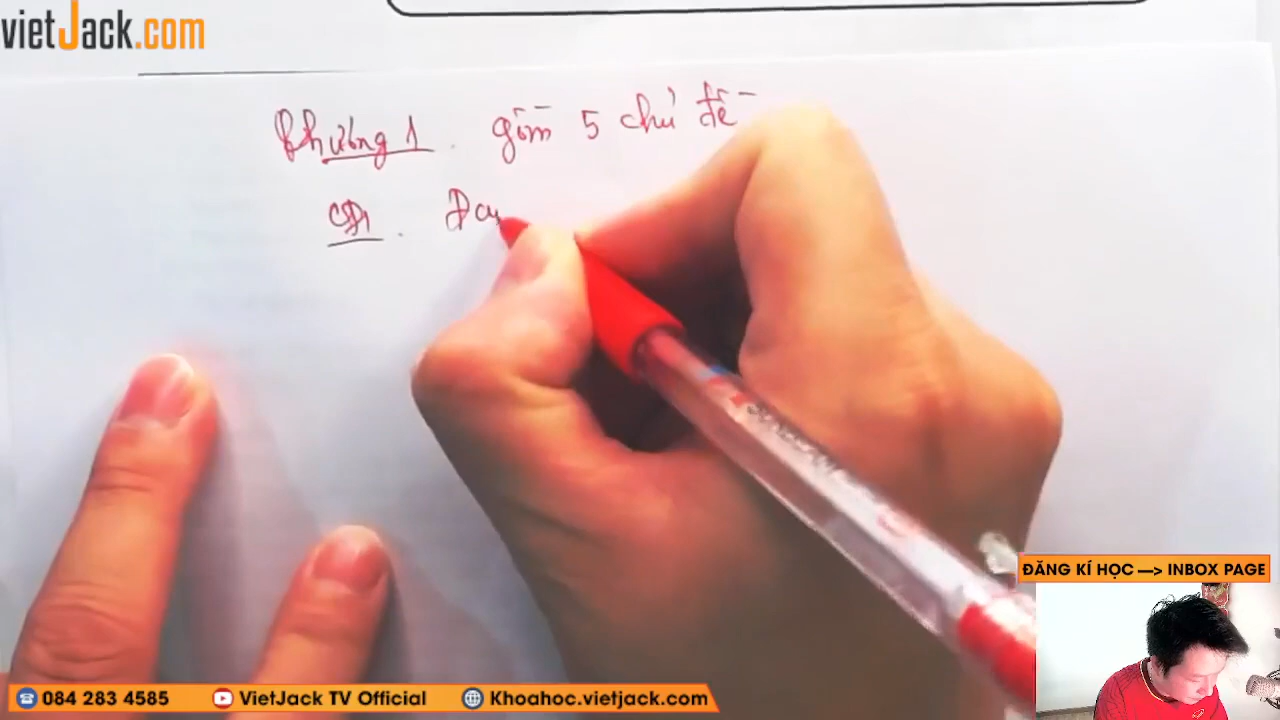 vietJack.com
Chương 1. gồm 5 chủ đề
CĐ1.
ĐĂNG KÍ HỌC —> INBOX PAGE
084 283 4585 VietJack TV Official Khoahoc.vietjack.com